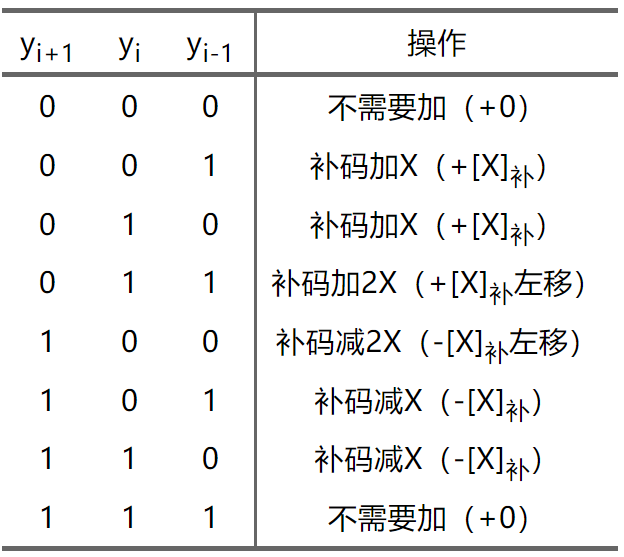 yi+1 yi yi-1 操作
0 0 0 不需要加（+0）
0 0 1 补码加X（+[X]补）
0 1 0 补码加X（+[X]补）
0 1 1 补码加2X（+[X]补左移）
1 0 0 补码减2X（-[X]补左移）
1 0 1 补码减X（-[X]补）
1 1 0 补码减X（-[X]补）
1 1 1 不需要加（+0）